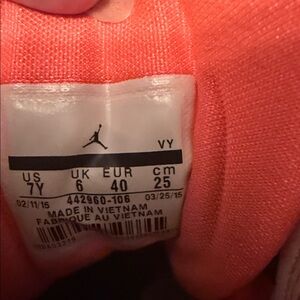 VY
US UK EUR cm
7Y 6 40 25
02/11/15 442960-106 03/25/15
MADE IN VIETNAM
FABRIQUE AU VIETNAM